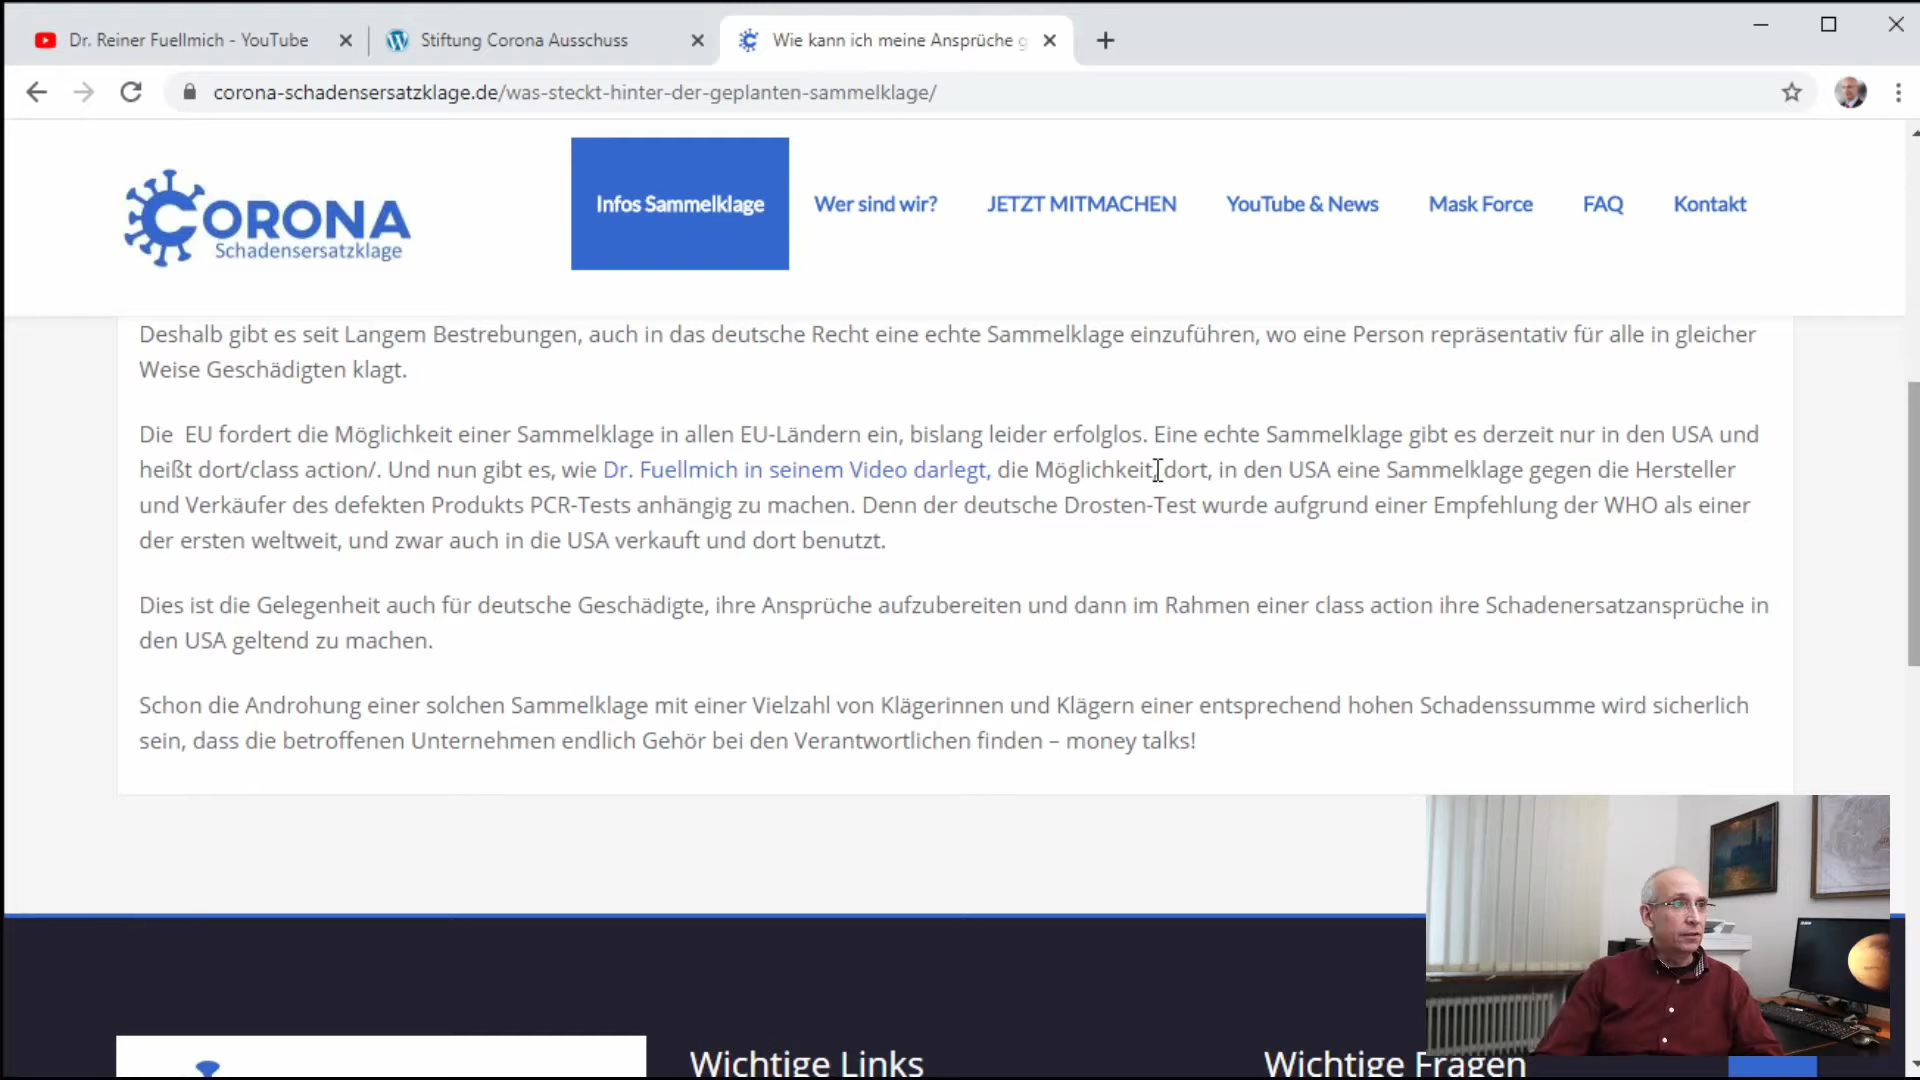 Dr. Reiner Fuellmich - YouTube
Stiftung Corona Ausschuss
Wie kann ich meine Ansprüche g
corona-schadensersatzklage.de/was-steckt-hinter-der-geplanten-sammelklage/
CORONA
Schadensersatzklage
Infos Sammelklage
Wer sind wir?
JETZT MITMACHEN
YouTube & News
Mask Force
FAQ
Kontakt
Deshalb gibt es seit Langem Bestrebungen, auch in das deutsche Recht eine echte Sammelklage einzuführen, wo eine Person repräsentativ für alle in gleicher
Weise Geschädigten klagt.
Die EU fordert die Möglichkeit einer Sammelklage in allen EU-Ländern ein, bislang leider erfolglos. Eine echte Sammelklage gibt es derzeit nur in den USA und
heißt dort/class action/. Und nun gibt es, wie Dr. Fuellmich in seinem Video darlegt, die Möglichkeit, dort, in den USA eine Sammelklage gegen die Hersteller
und Verkäufer des defekten Produkts PCR-Tests anhängig zu machen. Denn der deutsche Drosten-Test wurde aufgrund einer Empfehlung der WHO als einer
der ersten weltweit, und zwar auch in die USA verkauft und dort benutzt.
Dies ist die Gelegenheit auch für deutsche Geschädigte, ihre Ansprüche aufzubereiten und dann im Rahmen einer class action ihre Schadenersatzansprüche in
den USA geltend zu machen.
Schon die Androhung einer solchen Sammelklage mit einer Vielzahl von Klägerinnen und Klägern einer entsprechend hohen Schadenssumme wird sicherlich
sein, dass die betroffenen Unternehmen endlich Gehör bei den Verantwortlichen finden – money talks!
Wichtige Links
Wichtige Fragen